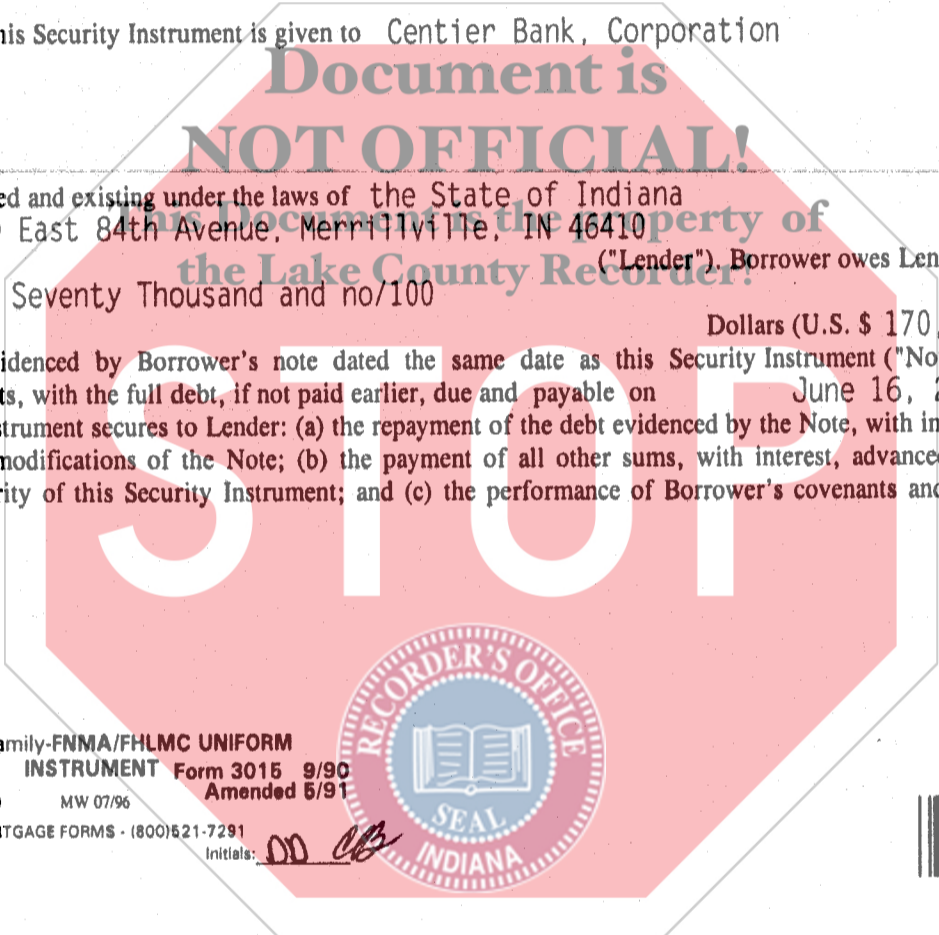 his Security Instrument is given to Centier Bank, Corporation
Document is
NOT OFFICIAL!
ed and existing under the laws of the State of Indiana
This Document is the property of
East 84th Avenue, Merrillville, IN 46410
the Lake County Recorder!
("Lender"). Borrower owes Len
Seventy Thousand and no/100
Dollars (U.S. $ 170
STOP
idenced by Borrower's note dated the same date as this Security Instrument ("No
ts, with the full debt, if not paid earlier, due and payable on June 16, 2
trument secures to Lender: (a) the repayment of the debt evidenced by the Note, with in
modifications of the Note; (b) the payment of all other sums, with interest, advance
rity of this Security Instrument; and (c) the performance of Borrower's covenants and
RECORDER'S OFFICE
SEAL
INDIANA
amily-FNMA/FHLMC UNIFORM
INSTRUMENT Form 3015 9/90
Amended 5/91
MW 07/96
TGAGE FORMS - (800)521-7291
Initials: DD CB